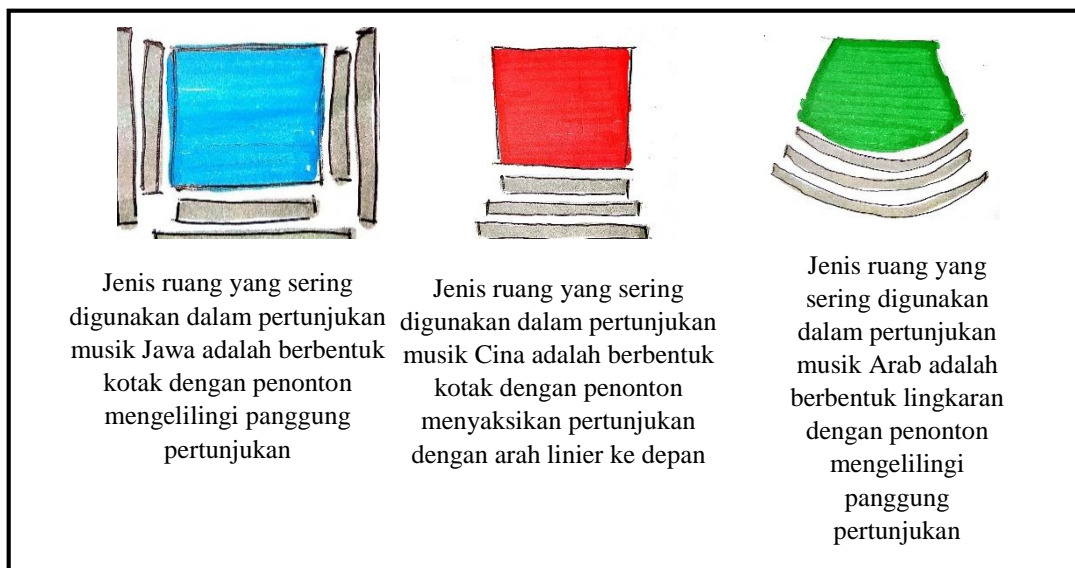 Jenis ruang yang sering
digunakan dalam pertunjukan
musik Jawa adalah berbentuk
kotak dengan penonton
mengelilingi panggung
pertunjukan
Jenis ruang yang sering
digunakan dalam pertunjukan
musik Cina adalah berbentuk
kotak dengan penonton
menyaksikan pertunjukan
dengan arah linier ke depan
Jenis ruang yang
sering digunakan
dalam pertunjukan
musik Arab adalah
berbentuk lingkaran
dengan penonton
mengelilingi
panggung
pertunjukan